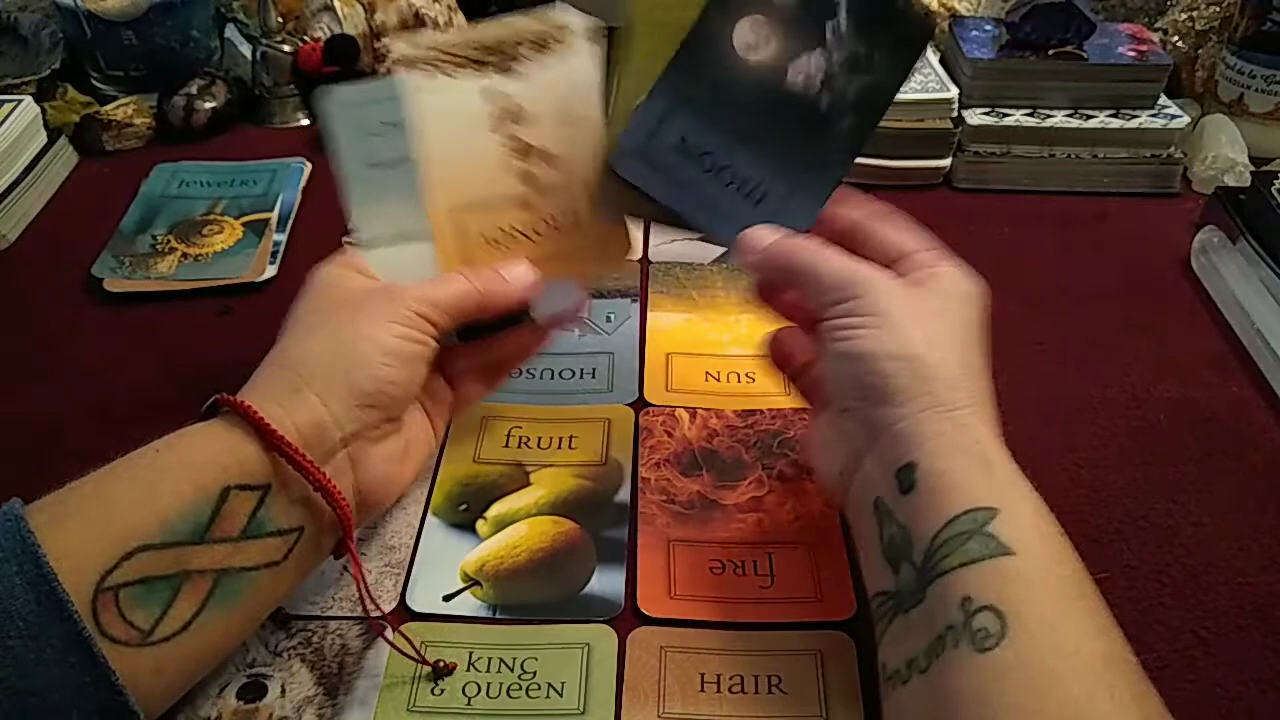 JeweLRY
MOON
HOUSE
SUN
fRUIT
fIRe
KING
& QUeeN
HaIR